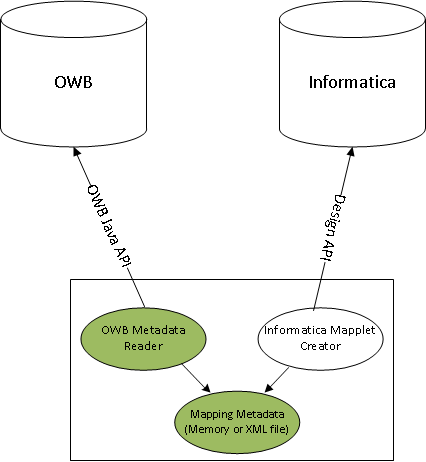 OWB
Informatica
OWB Java API
Design API
OWB Metadata
Reader
Informatica Mapplet
Creator
Mapping Metadata
(Memory or XML file)